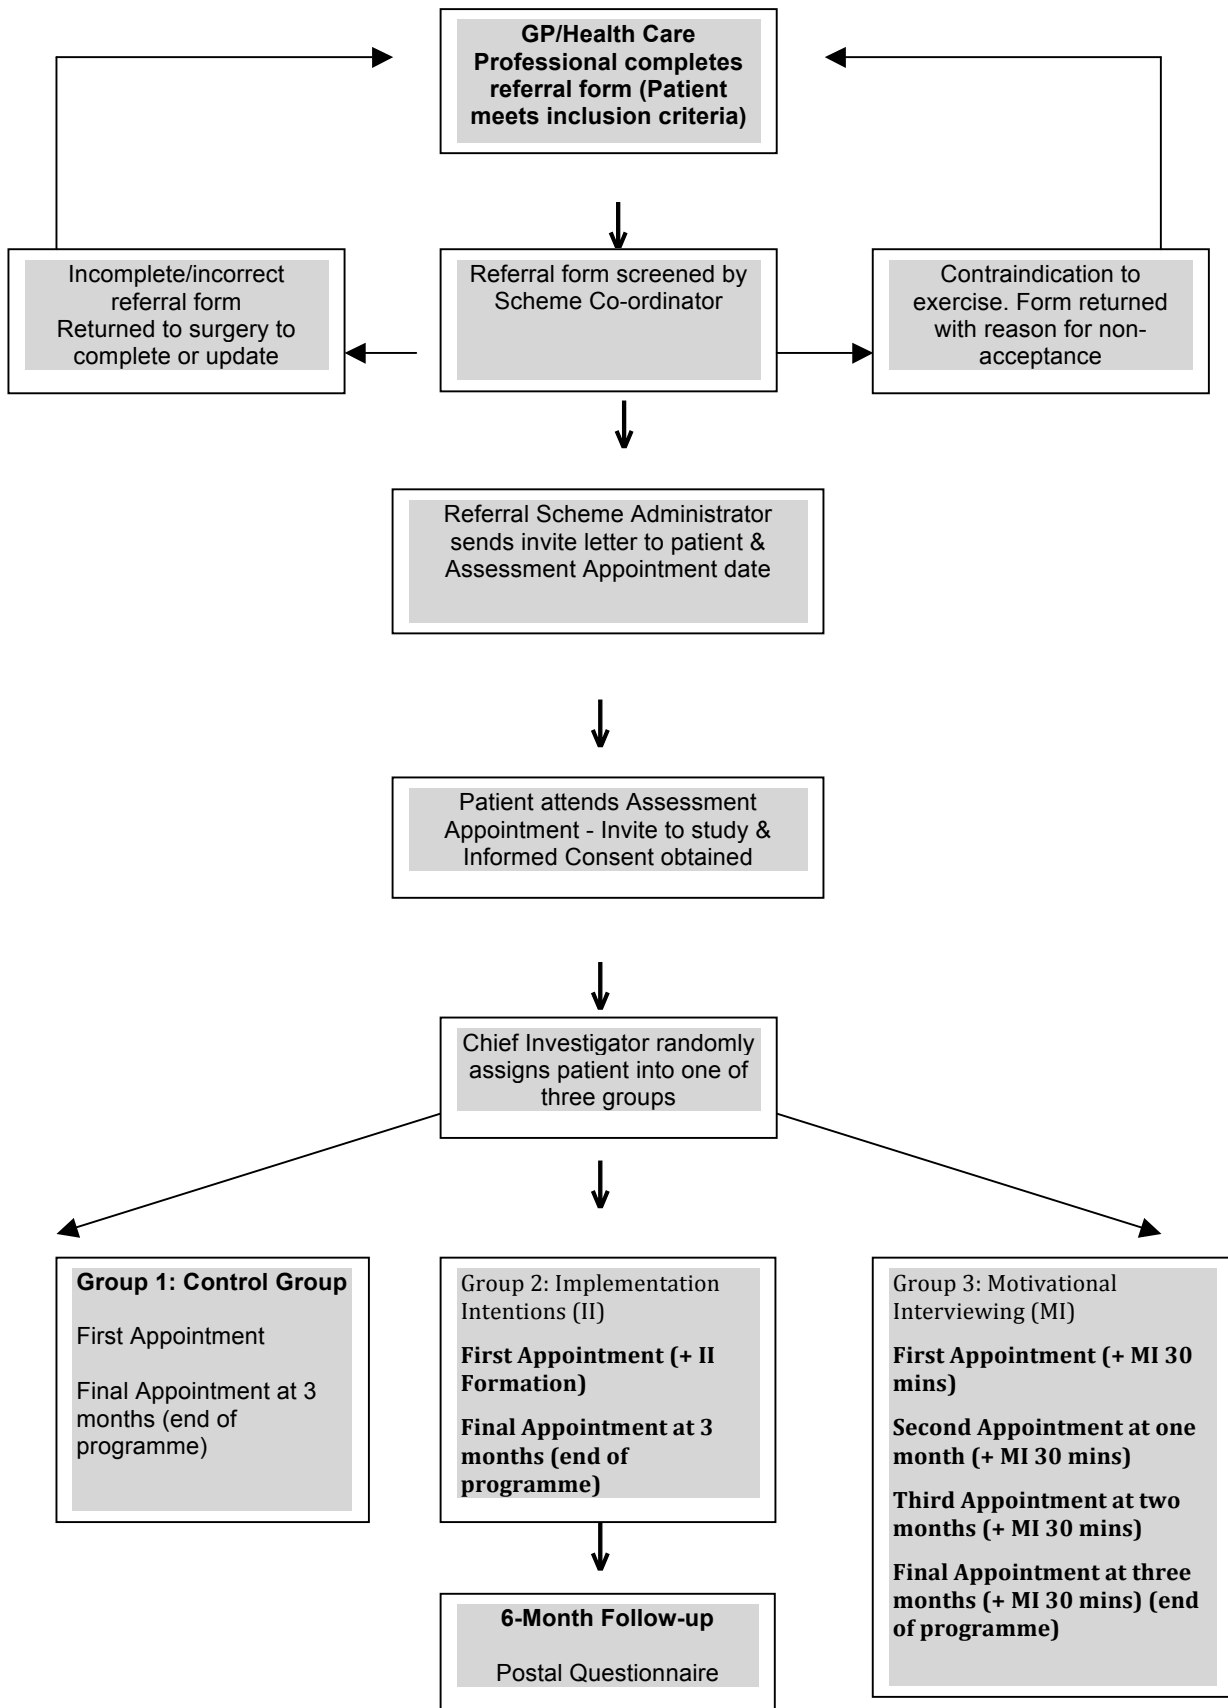 GP/Health Care
Professional completes
referral form (Patient
meets inclusion criteria)
Incomplete/incorrect
referral form
Returned to surgery to
complete or update
Referral form screened by
Scheme Co-ordinator
Contraindication to
exercise. Form returned
with reason for non-
acceptance
Referral Scheme Administrator
sends invite letter to patient &
Assessment Appointment date
Patient attends Assessment
Appointment - Invite to study &
Informed Consent obtained
Chief Investigator randomly
assigns patient into one of
three groups
Group 1: Control Group
First Appointment
Final Appointment at 3
months (end of
programme)
Group 2: Implementation
Intentions (II)
First Appointment (+ II
Formation)
Final Appointment at 3
months (end of
programme)
Group 3: Motivational
Interviewing (MI)
First Appointment (+ MI 30
mins)
Second Appointment at one
month (+ MI 30 mins)
Third Appointment at two
months (+ MI 30 mins)
Final Appointment at three
months (+ MI 30 mins) (end
of programme)
6-Month Follow-up
Postal Questionnaire